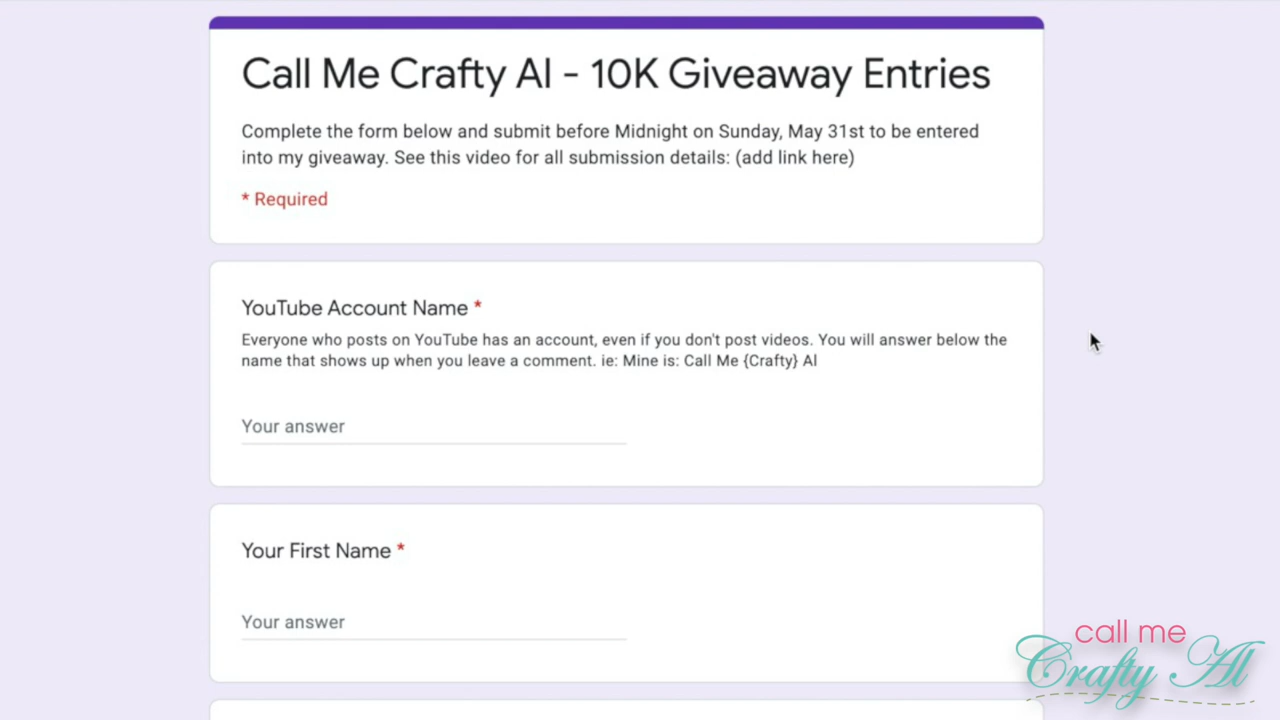 Call Me Crafty Al - 10K Giveaway Entries
Complete the form below and submit before Midnight on Sunday, May 31st to be entered
into my giveaway. See this video for all submission details: (add link here)
* Required
YouTube Account Name *
Everyone who posts on YouTube has an account, even if you don't post videos. You will answer below the
name that shows up when you leave a comment. ie: Mine is: Call Me {Crafty} Al
Your answer
Your First Name *
Your answer
call me
Crafty Al